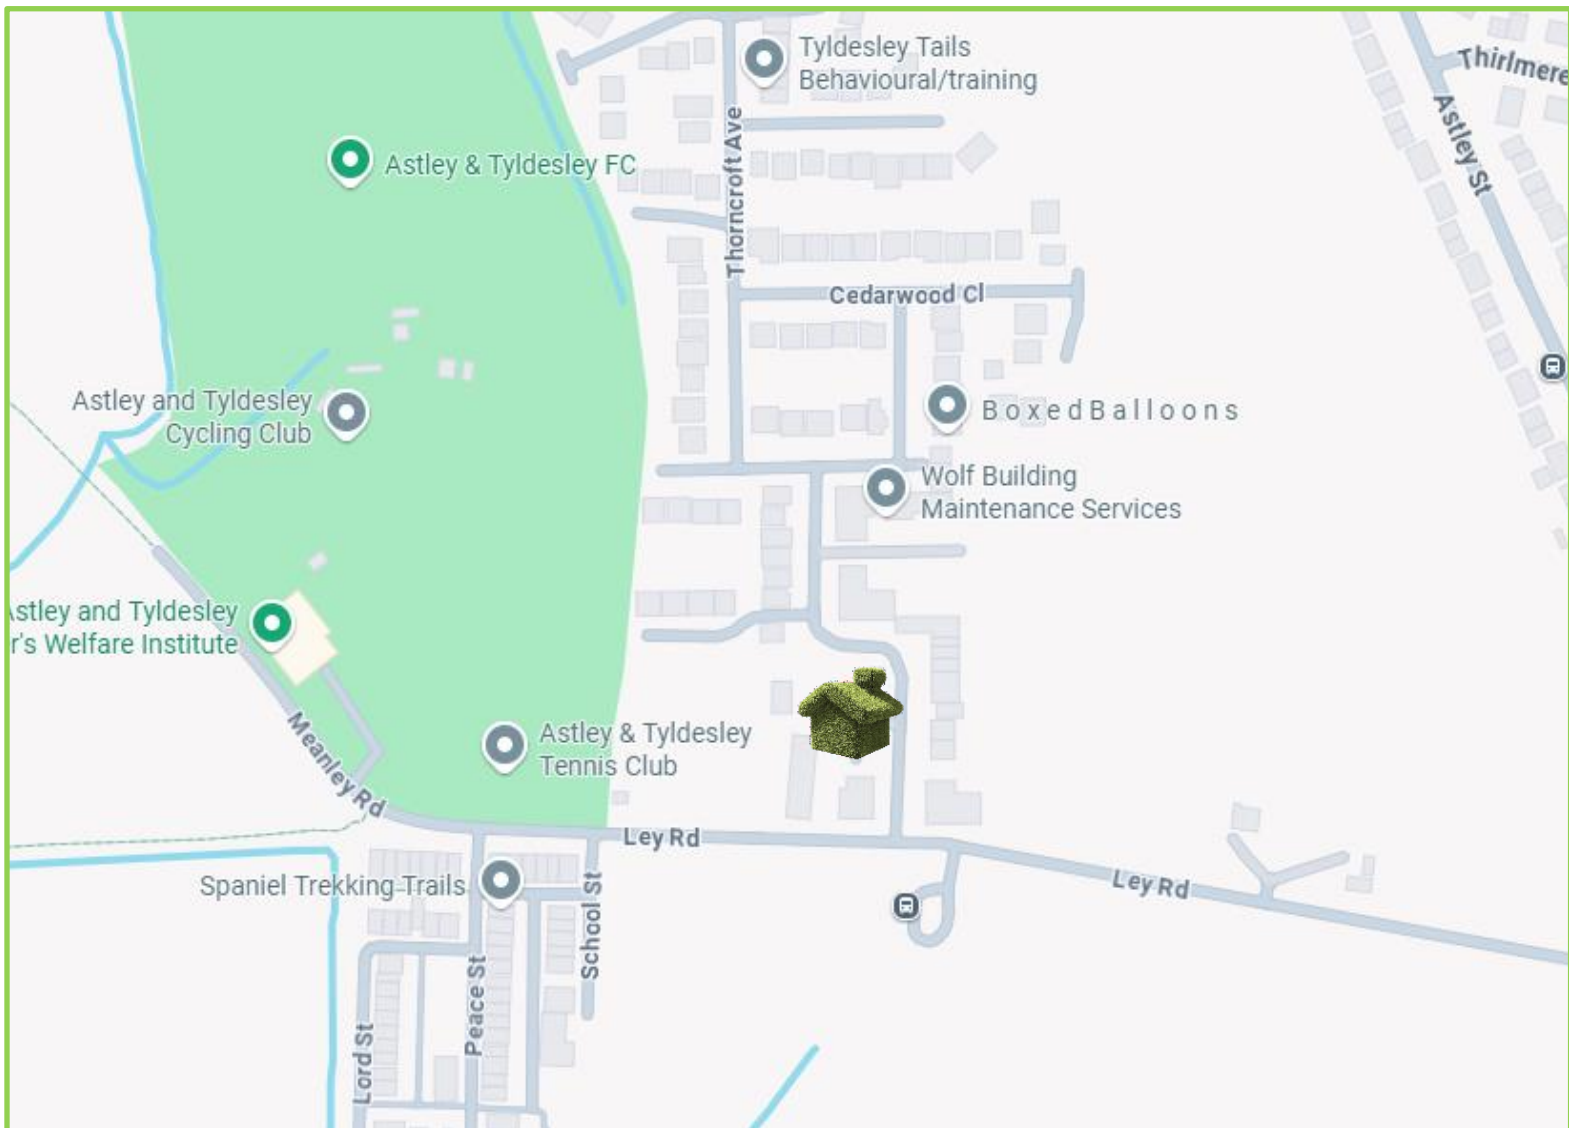 Tyldesley Tails
Behavioural/training
Thirlmere
Astley St
Thorncroft Ave
Astley & Tyldesley FC
Cedarwood Cl
Astley and Tyldesley
Cycling Club
BoxedBalloons
Wolf Building
Maintenance Services
Astley and Tyldesley
r's Welfare Institute
Meanley Rd
Astley & Tyldesley
Tennis Club
Ley Rd
Ley Rd
Spaniel Trekking Trails
School St
Peace St
Lord St